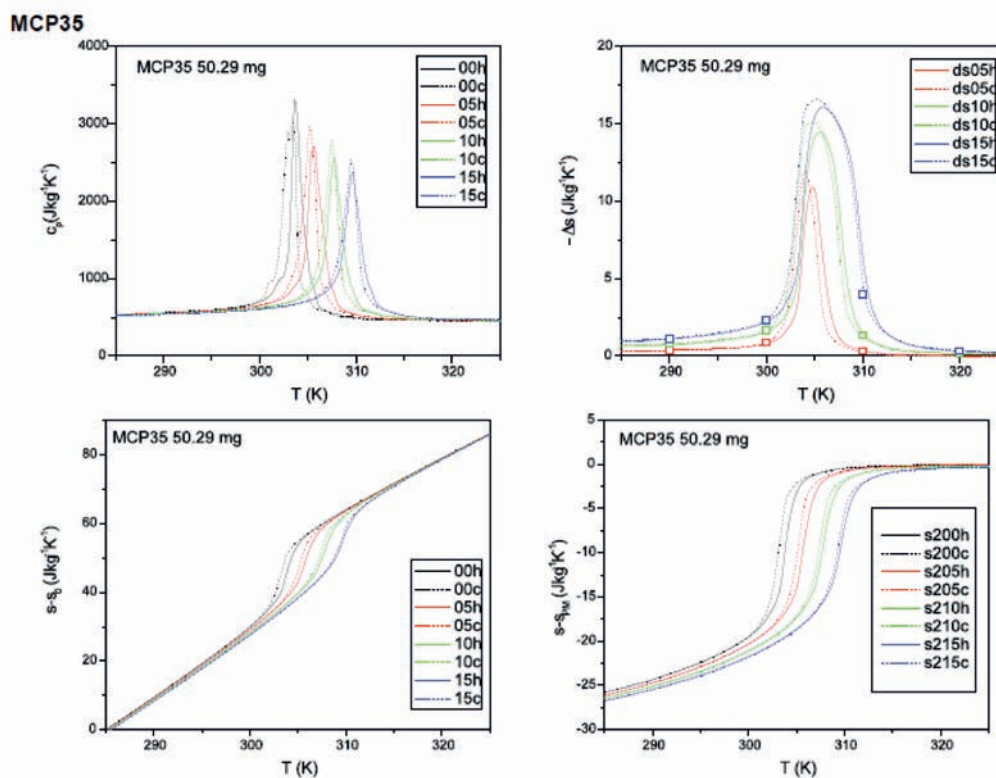 MCP35
4000
3000
2000
1000
0
c_p (Jkg⁻¹K⁻¹)
MCP35 50.29 mg
00h
00c
05h
05c
10h
10c
15h
15c
290 300 310 320
T (K)
20
15
10
5
0
−Δs (Jkg⁻¹K⁻¹)
MCP35 50.29 mg
ds05h
ds05c
ds10h
ds10c
ds15h
ds15c
290 300 310 320
T (K)
80
60
40
20
0
s-s₀ (Jkg⁻¹K⁻¹)
MCP35 50.29 mg
00h
00c
05h
05c
10h
10c
15h
15c
290 300 310 320
T (K)
5
0
-5
-10
-15
-20
-25
-30
s-s_PM (Jkg⁻¹K⁻¹)
MCP35 50.29 mg
s200h
s200c
s205h
s205c
s210h
s210c
s215h
s215c
290 300 310 320
T (K)